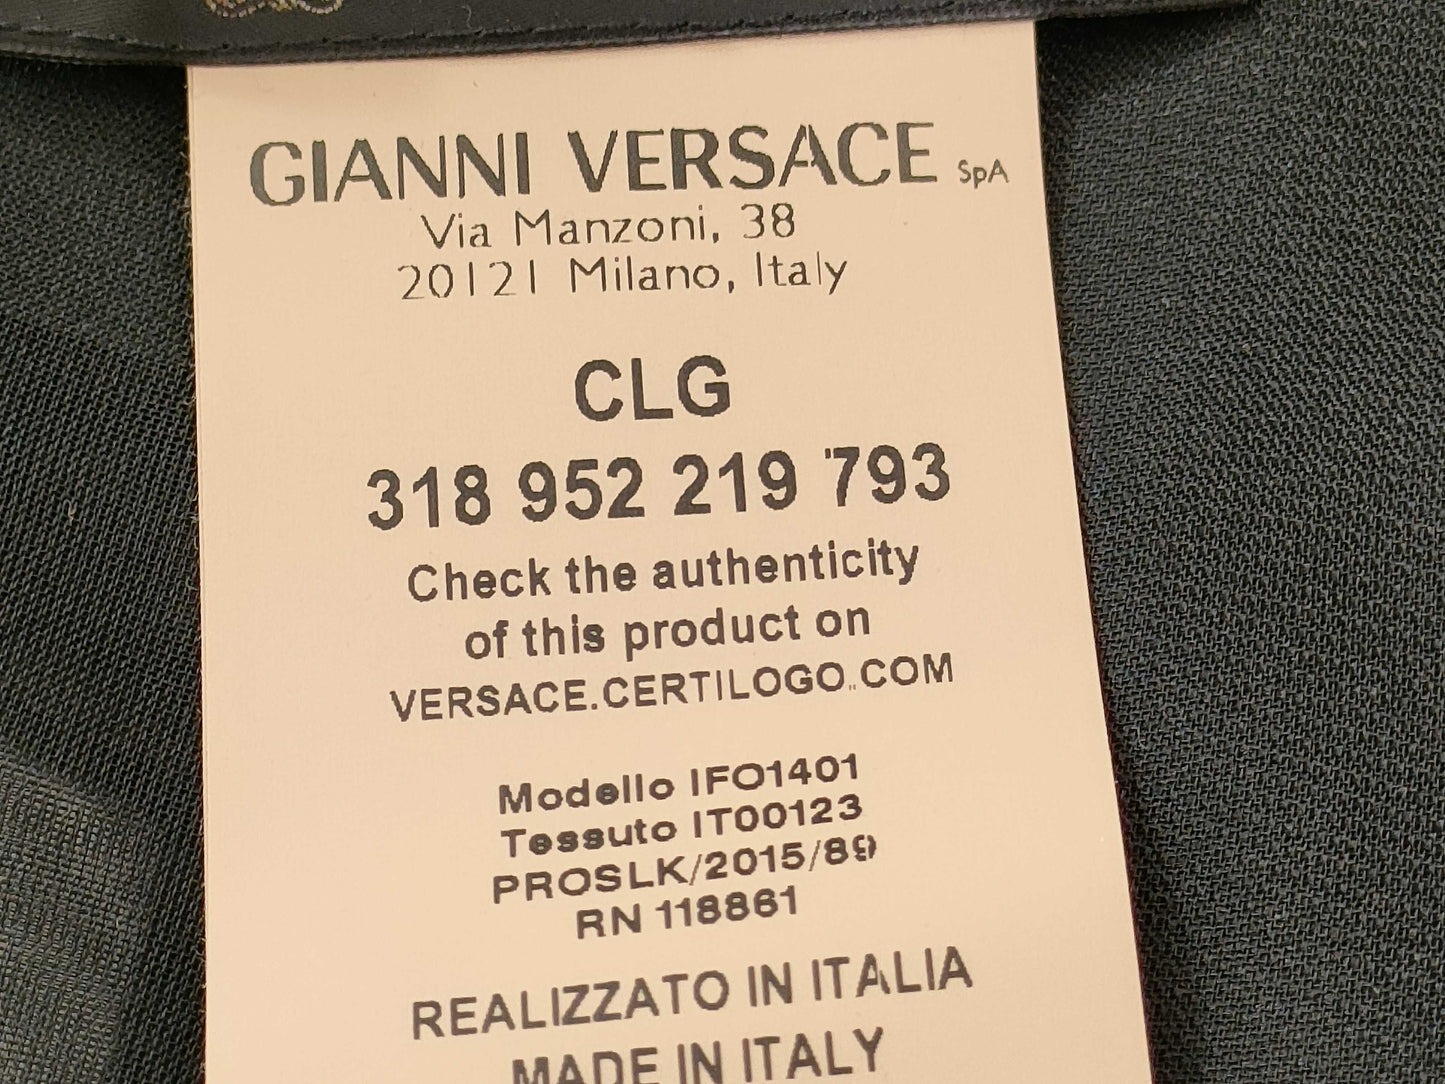 GIANNI VERSACE SpA
Via Manzoni, 38
20121 Milano, Italy
CLG
318 952 219 793
Check the authenticity
of this product on
VERSACE.CERTILOGO.COM
Modello IFO1401
Tessuto IT00123
PROSLK/2015/89
RN 118861
REALIZZATO IN ITALIA
MADE IN ITALY